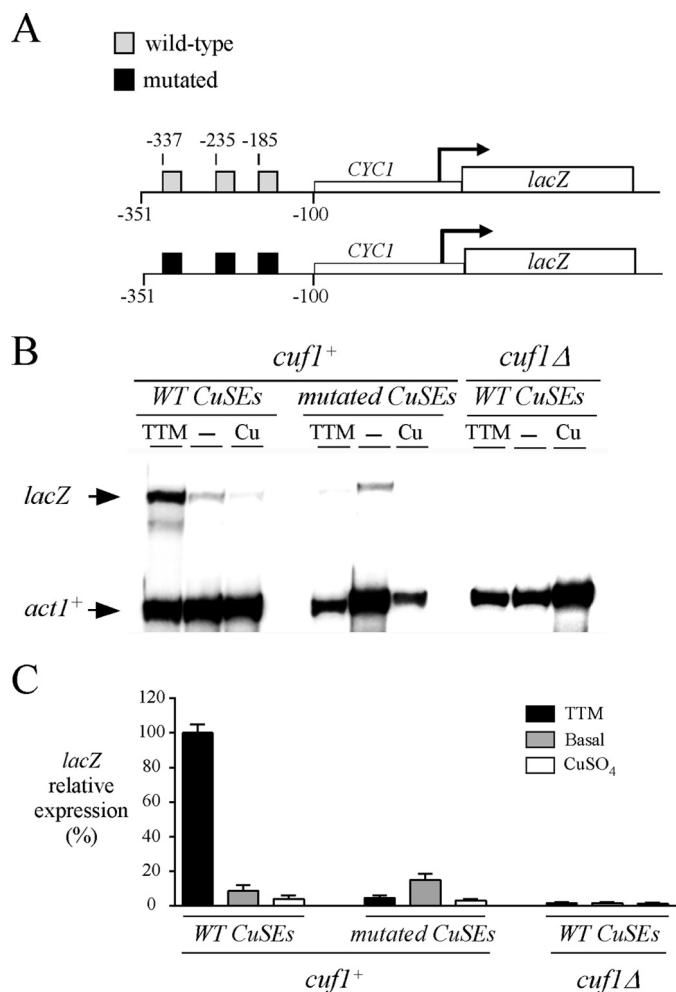 A
wild-type
mutated
-337 -235 -185
CYC1 lacZ
-351 -100
CYC1 lacZ
-351 -100
B
cuf1+ cuf1Δ
WT CuSEs mutated CuSEs WT CuSEs
TTM – Cu TTM – Cu TTM – Cu
lacZ
act1+
C
lacZ relative expression (%)
120
100
80
60
40
20
0
TTM
Basal
CuSO4
WT CuSEs mutated CuSEs WT CuSEs
cuf1+ cuf1Δ